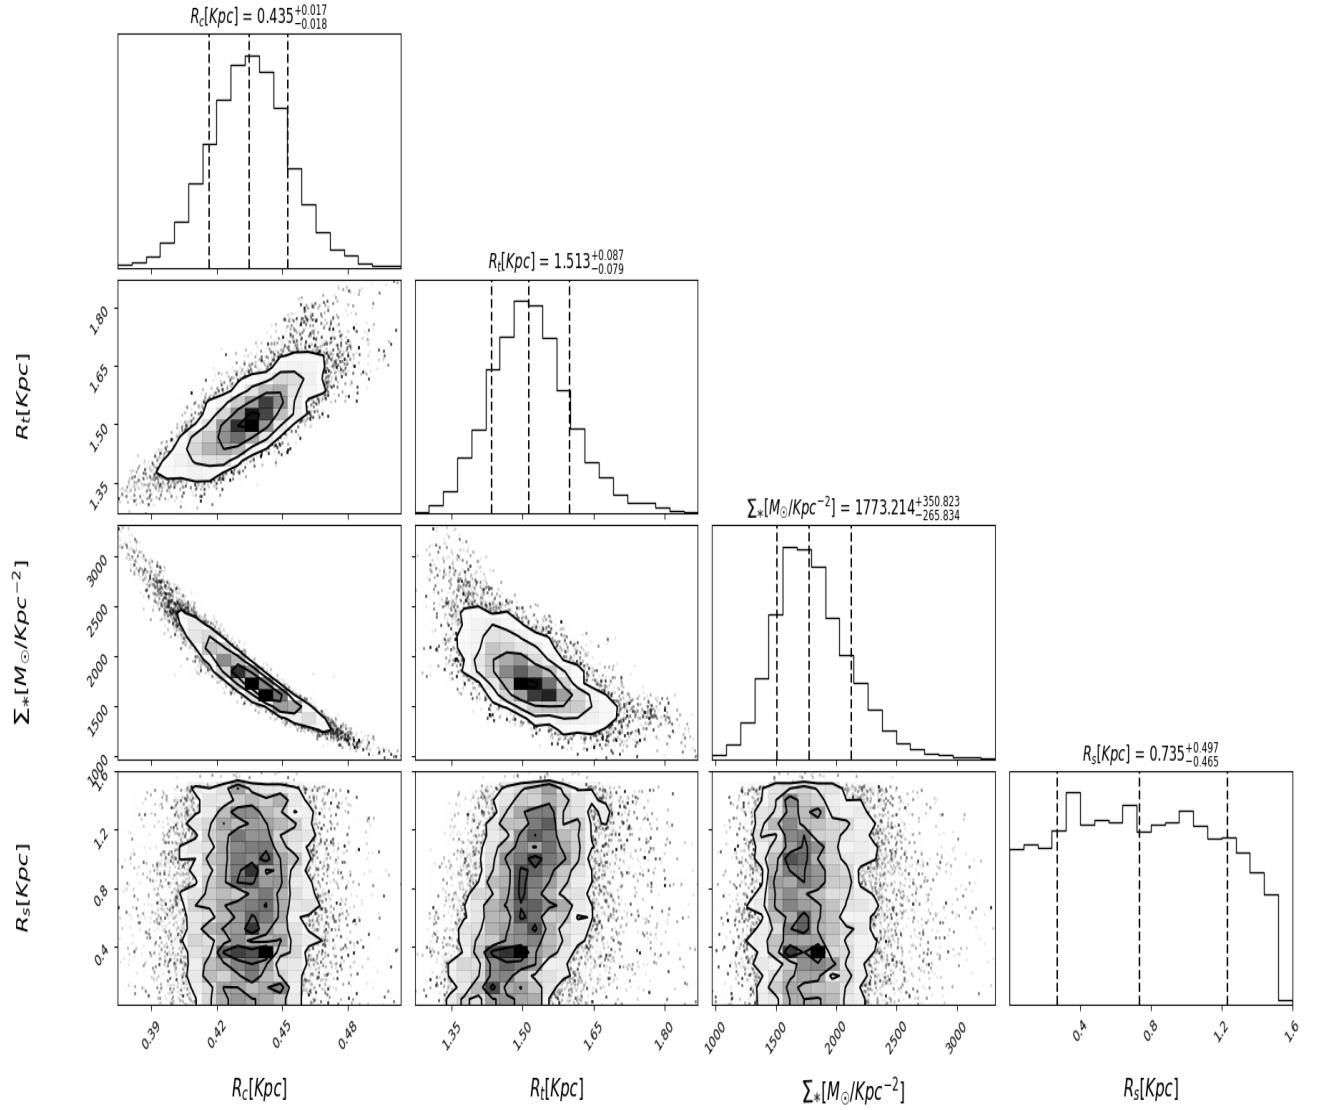 R_c[Kpc] = 0.435^{+0.017}_{-0.018}
R_t[Kpc] = 1.513^{+0.087}_{-0.079}
1.80
1.65
1.50
1.35
R_t[Kpc]
Σ_*[M_⊙/Kpc^{-2}] = 1773.214^{+350.823}_{-265.834}
3000
2500
2000
1500
1000
Σ_*[M_⊙/Kpc^{-2}]
R_s[Kpc] = 0.735^{+0.497}_{-0.465}
1.6
1.2
0.8
0.4
R_s[Kpc]
0.39 0.42 0.45 0.48
1.35 1.50 1.65 1.80
1000 1500 2000 2500 3000
0.4 0.8 1.2 1.6
R_c[Kpc]
R_t[Kpc]
Σ_*[M_⊙/Kpc^{-2}]
R_s[Kpc]